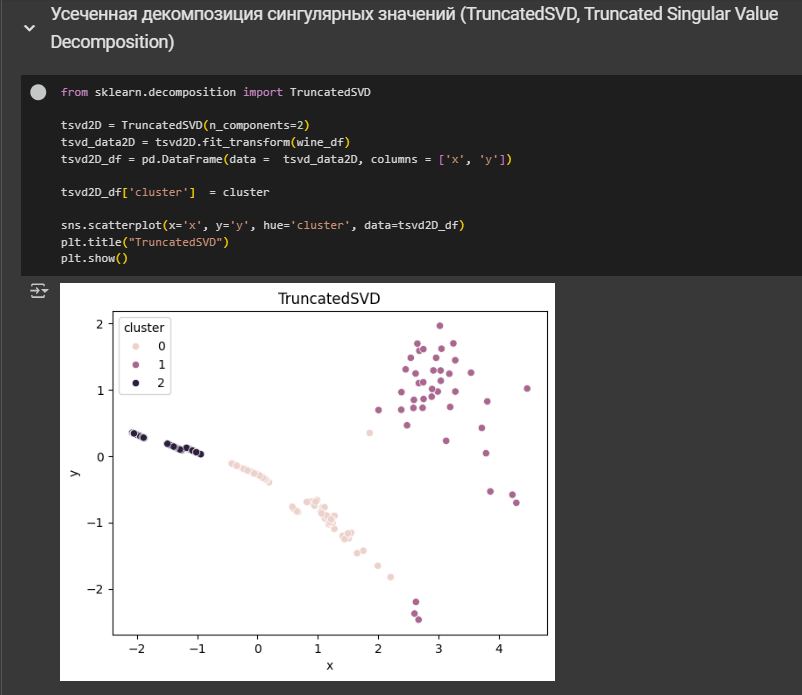 Усеченная декомпозиция сингулярных значений (TruncatedSVD, Truncated Singular Value
Decomposition)
from sklearn.decomposition import TruncatedSVD
tsvd2D = TruncatedSVD(n_components=2)
tsvd_data2D = tsvd2D.fit_transform(wine_df)
tsvd2D_df = pd.DataFrame(data =  tsvd_data2D, columns = ['x', 'y'])
tsvd2D_df['cluster']  = cluster
sns.scatterplot(x='x', y='y', hue='cluster', data=tsvd2D_df)
plt.title("TruncatedSVD")
plt.show()
TruncatedSVD
cluster
0
1
2
2
1
0
−1
−2
y
−2 −1 0 1 2 3 4
x